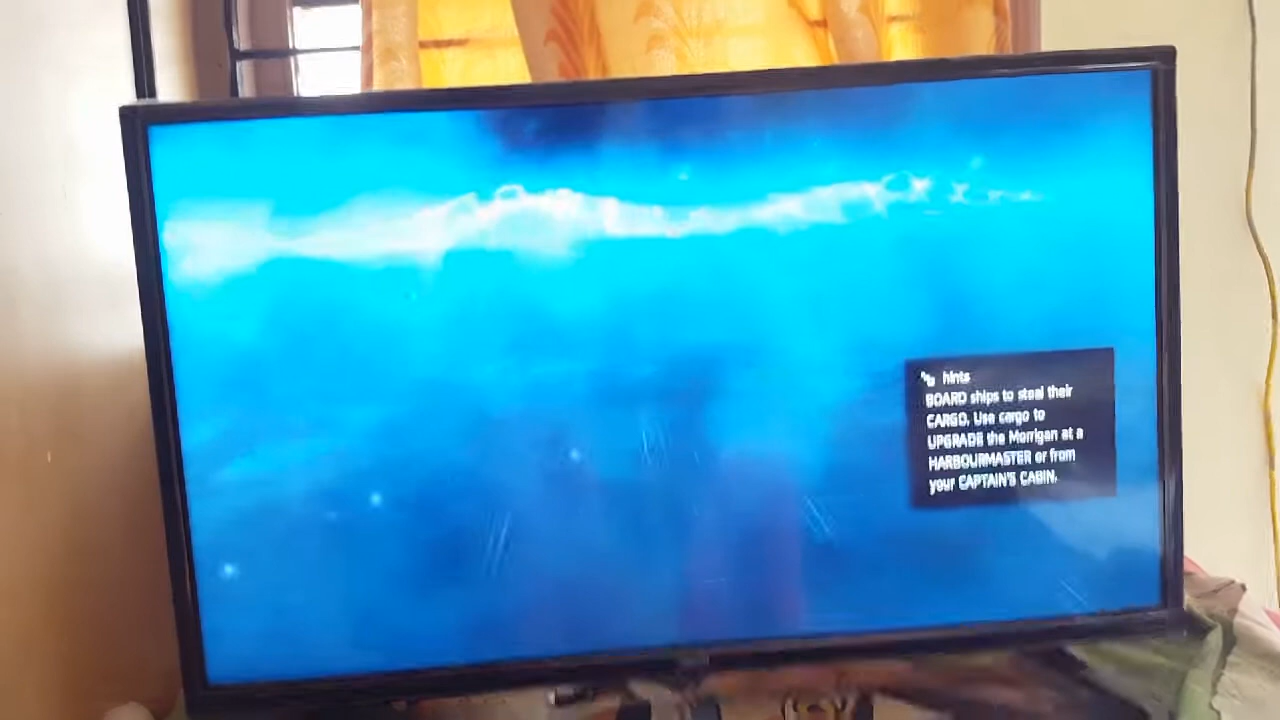 hints
BOARD ships to steal their
CARGO. Use cargo to
UPGRADE the Morrigan at a
HARBOURMASTER or from
your CAPTAIN'S CABIN.